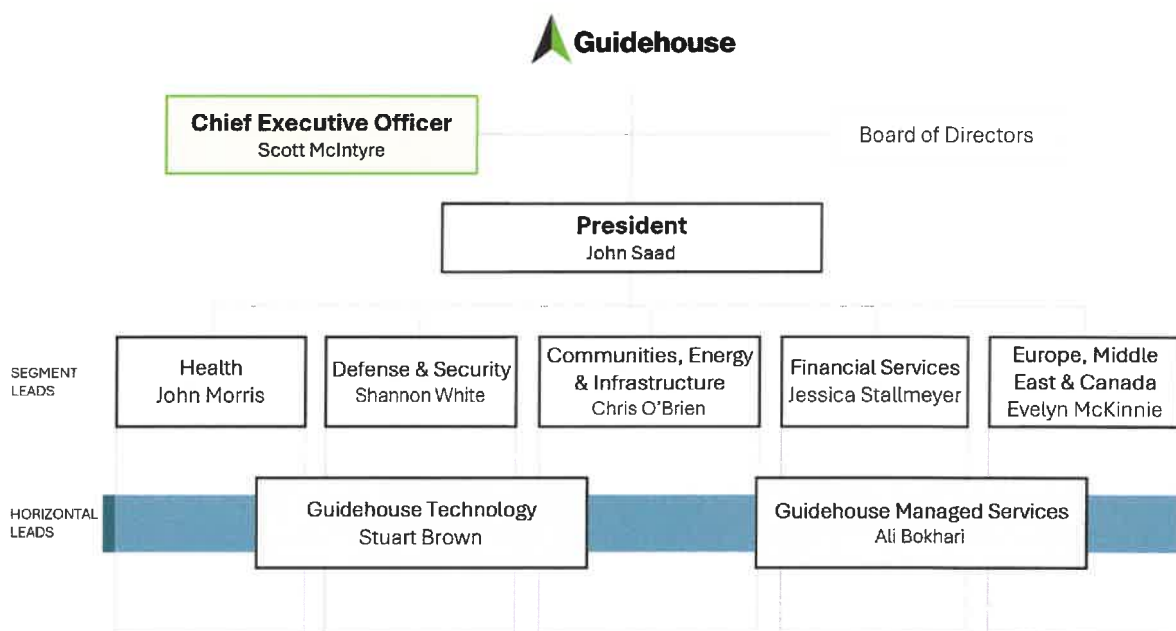 Guidehouse
Chief Executive Officer
Scott McIntyre
Board of Directors
President
John Saad
SEGMENT
LEADS
Health
John Morris
Defense & Security
Shannon White
Communities, Energy
& Infrastructure
Chris O'Brien
Financial Services
Jessica Stallmeyer
Europe, Middle
East & Canada
Evelyn McKinnie
HORIZONTAL
LEADS
Guidehouse Technology
Stuart Brown
Guidehouse Managed Services
Ali Bokhari